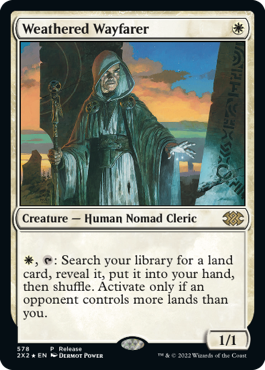 Weathered Wayfarer
Creature — Human Nomad Cleric
, : Search your library for a land
card, reveal it, put it into your hand,
then shuffle. Activate only if an
opponent controls more lands than
you.
1/1
578 P Release
2X2 ★ EN Dermot Power
™ & © 2022 Wizards of the Coast